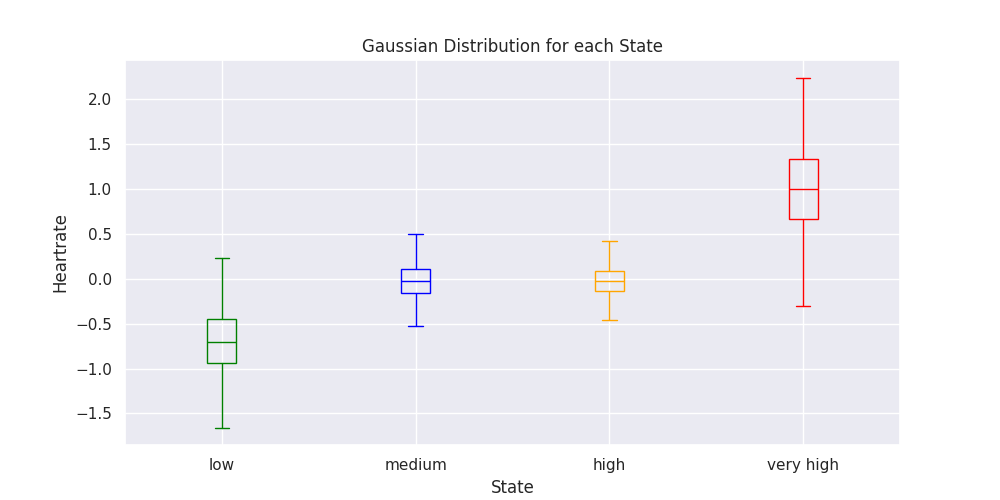 Gaussian Distribution for each State
Heartrate
2.0
1.5
1.0
0.5
0.0
−0.5
−1.0
−1.5
low medium high very high
State